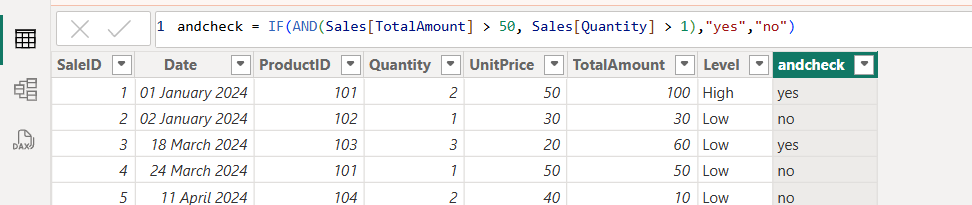 1 andcheck = IF(AND(Sales[TotalAmount] > 50, Sales[Quantity] > 1),"yes","no")
SaleID Date ProductID Quantity UnitPrice TotalAmount Level andcheck
1 01 January 2024 101 2 50 100 High yes
2 02 January 2024 102 1 30 30 Low no
3 18 March 2024 103 3 20 60 Low yes
DAX
4 24 March 2024 101 1 50 50 Low no
5 11 April 2024 104 2 40 10 Low no